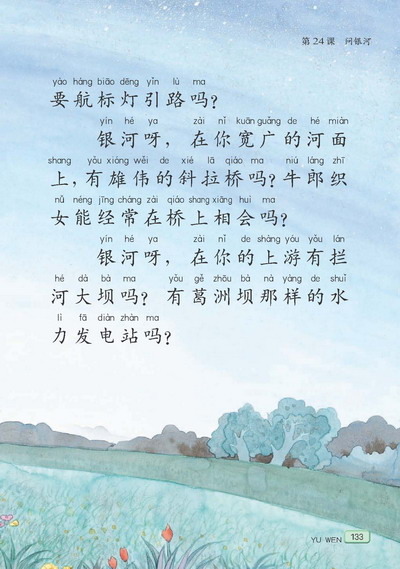 第24课 问银河
yáo háng biāo dēng yǐn lù ma
要航标灯引路吗？
yín hé ya zài nǐ kuān guǎng de hé miàn
银河呀，在你宽广的河面
shang yǒu xióng wěi de xié lā qiáo ma niú láng zhī
上，有雄伟的斜拉桥吗？牛郎织
nǚ néng jīng cháng zài qiáo shang xiāng huì ma
女能经常在桥上相会吗？
yín hé ya zài nǐ de shàng yóu yǒu lán
银河呀，在你的上游有拦
hé dà bà ma yǒu gě zhōu bà nà yàng de shuǐ
河大坝吗？有葛洲坝那样的水
lì fā diàn zhàn ma
力发电站吗？
YU WEN 133